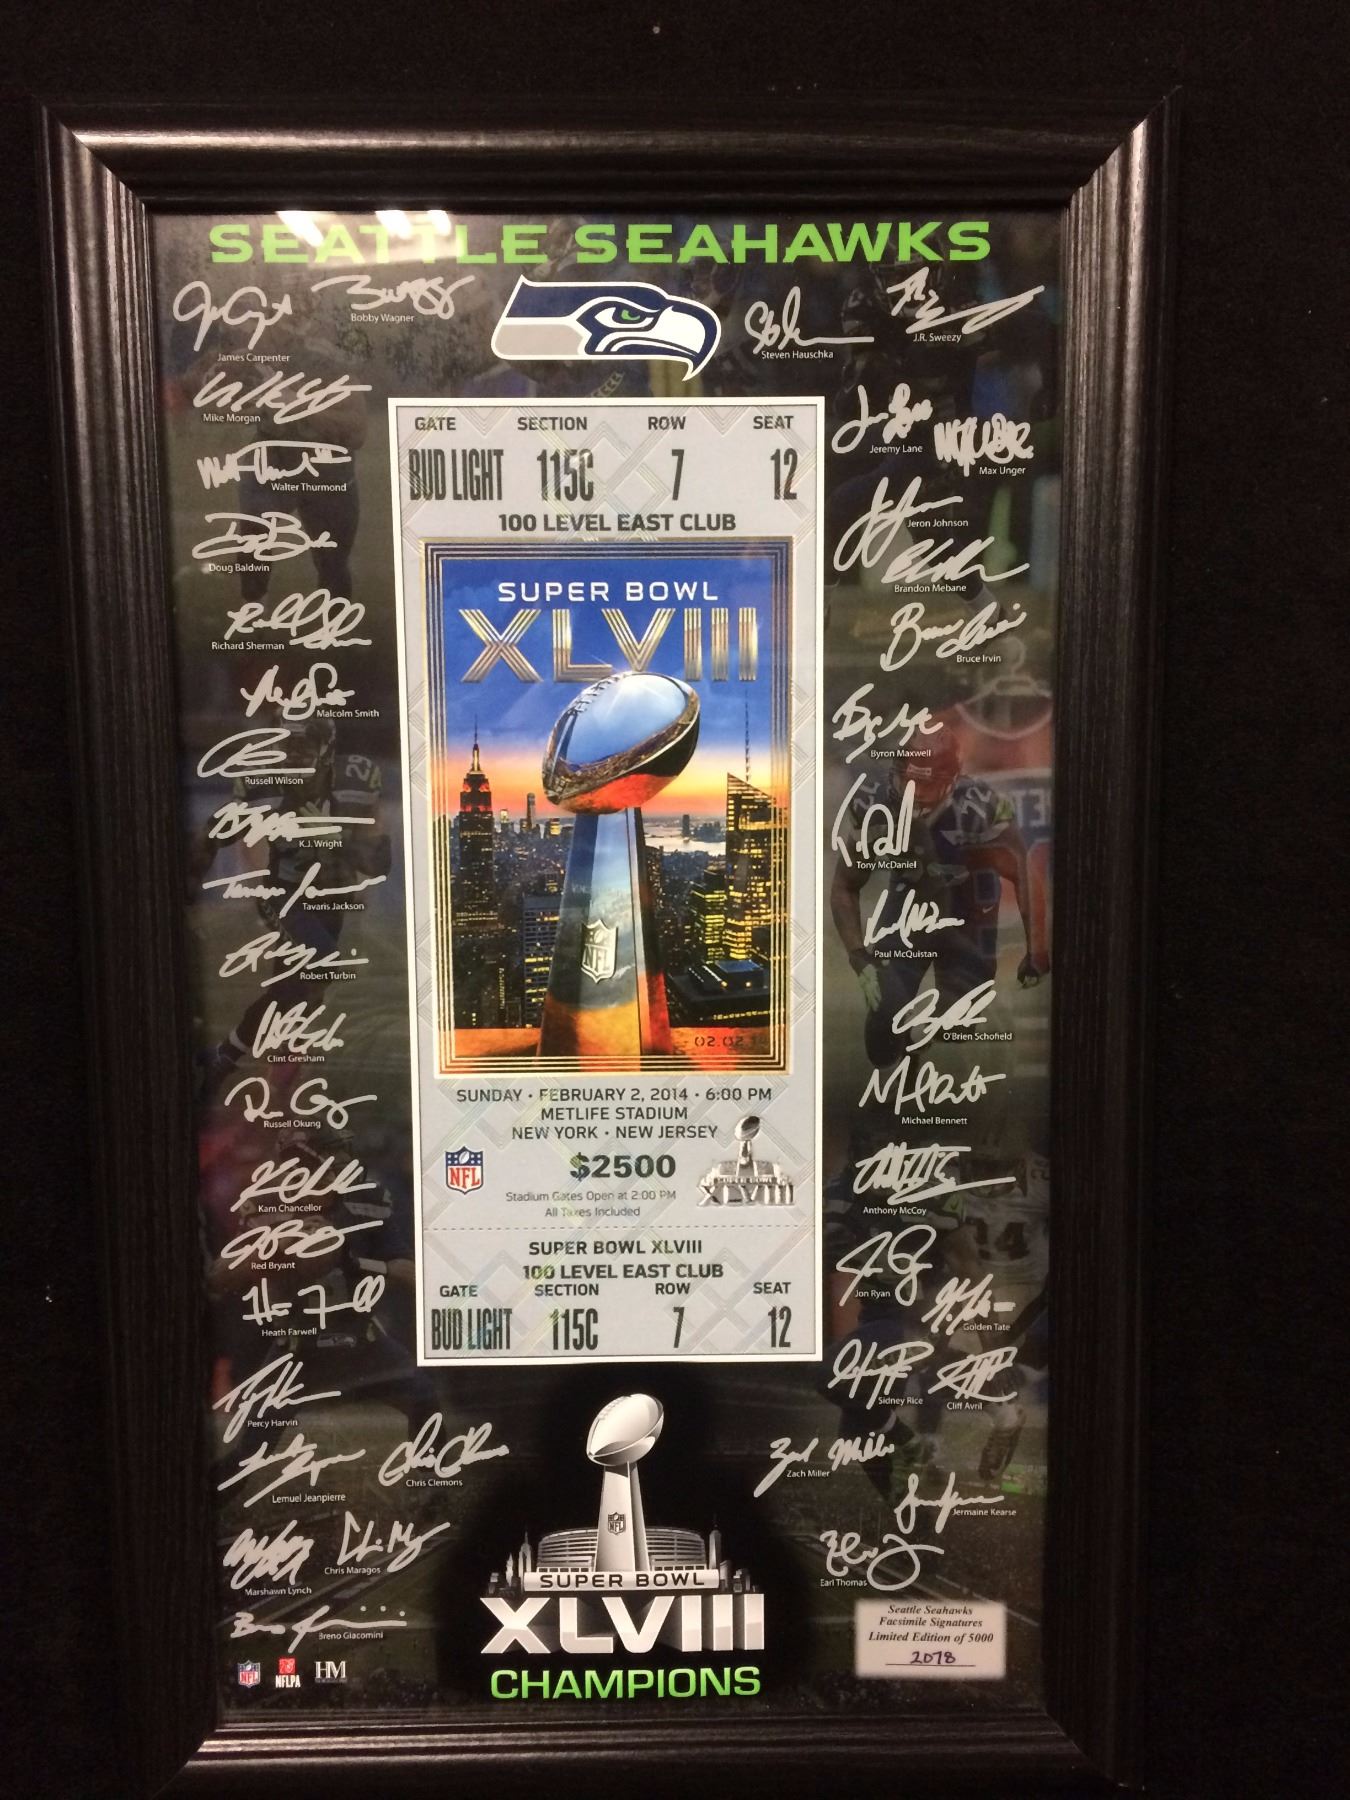 SEATTLE SEAHAWKS
James Carpenter
Bobby Wagner
Steven Hauschka
J.R. Sweezy
Mike Morgan
Walter Thurmond
Doug Baldwin
Richard Sherman
Malcolm Smith
Russell Wilson
K.J. Wright
Tavaris Jackson
Robert Turbin
Clint Gresham
Russell Okung
Kam Chancellor
Red Bryant
Heath Farwell
Percy Harvin
Lemuel Jeanpierre
Chris Clemons
Marshawn Lynch
Chris Maragos
Breno Giacomini
GATE SECTION ROW SEAT
BUD LIGHT 115C 7 12
100 LEVEL EAST CLUB
SUPER BOWL
XLVIII
NFL
02.02.14
SUNDAY • FEBRUARY 2, 2014 • 6:00 PM
METLIFE STADIUM
NEW YORK • NEW JERSEY
NFL
$2500
SUPER BOWL
XLVIII
Stadium Gates Open at 2:00 PM
All Taxes Included
SUPER BOWL XLVIII
100 LEVEL EAST CLUB
GATE SECTION ROW SEAT
BUD LIGHT 115C 7 12
Jeremy Lane
Max Unger
Jeron Johnson
Brandon Mebane
Bruce Irvin
Byron Maxwell
Tony McDaniel
Paul McQuistan
O'Brien Schofield
Michael Bennett
Anthony McCoy
Jon Ryan
Golden Tate
Sidney Rice
Cliff Avril
Zach Miller
Jermaine Kearse
Earl Thomas
NFL
SUPER BOWL
XLVIII
CHAMPIONS
NFL
NFLPA
HM
Seattle Seahawks
Facsimile Signatures
Limited Edition of 5000
2078